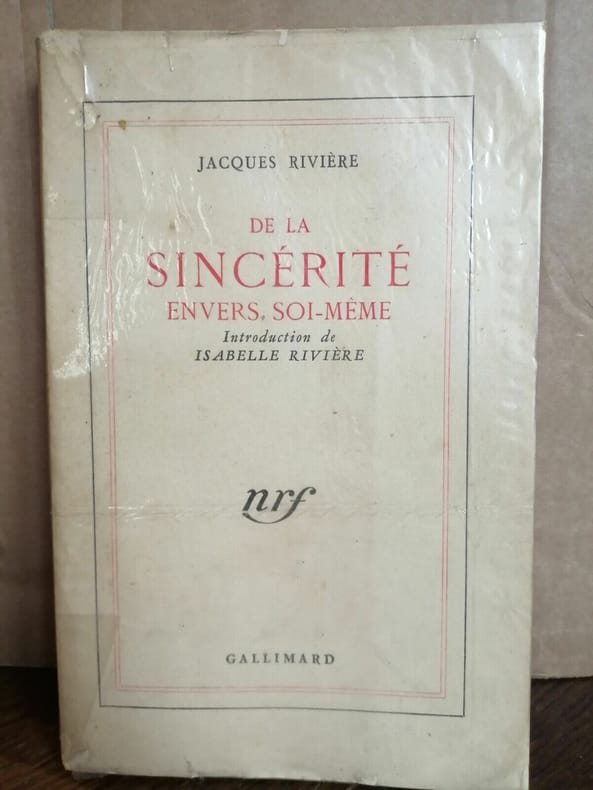 JACQUES RIVIÈRE
DE LA
SINCÉRITÉ
ENVERS SOI-MÊME
Introduction de
ISABELLE RIVIÈRE
nrf
GALLIMARD